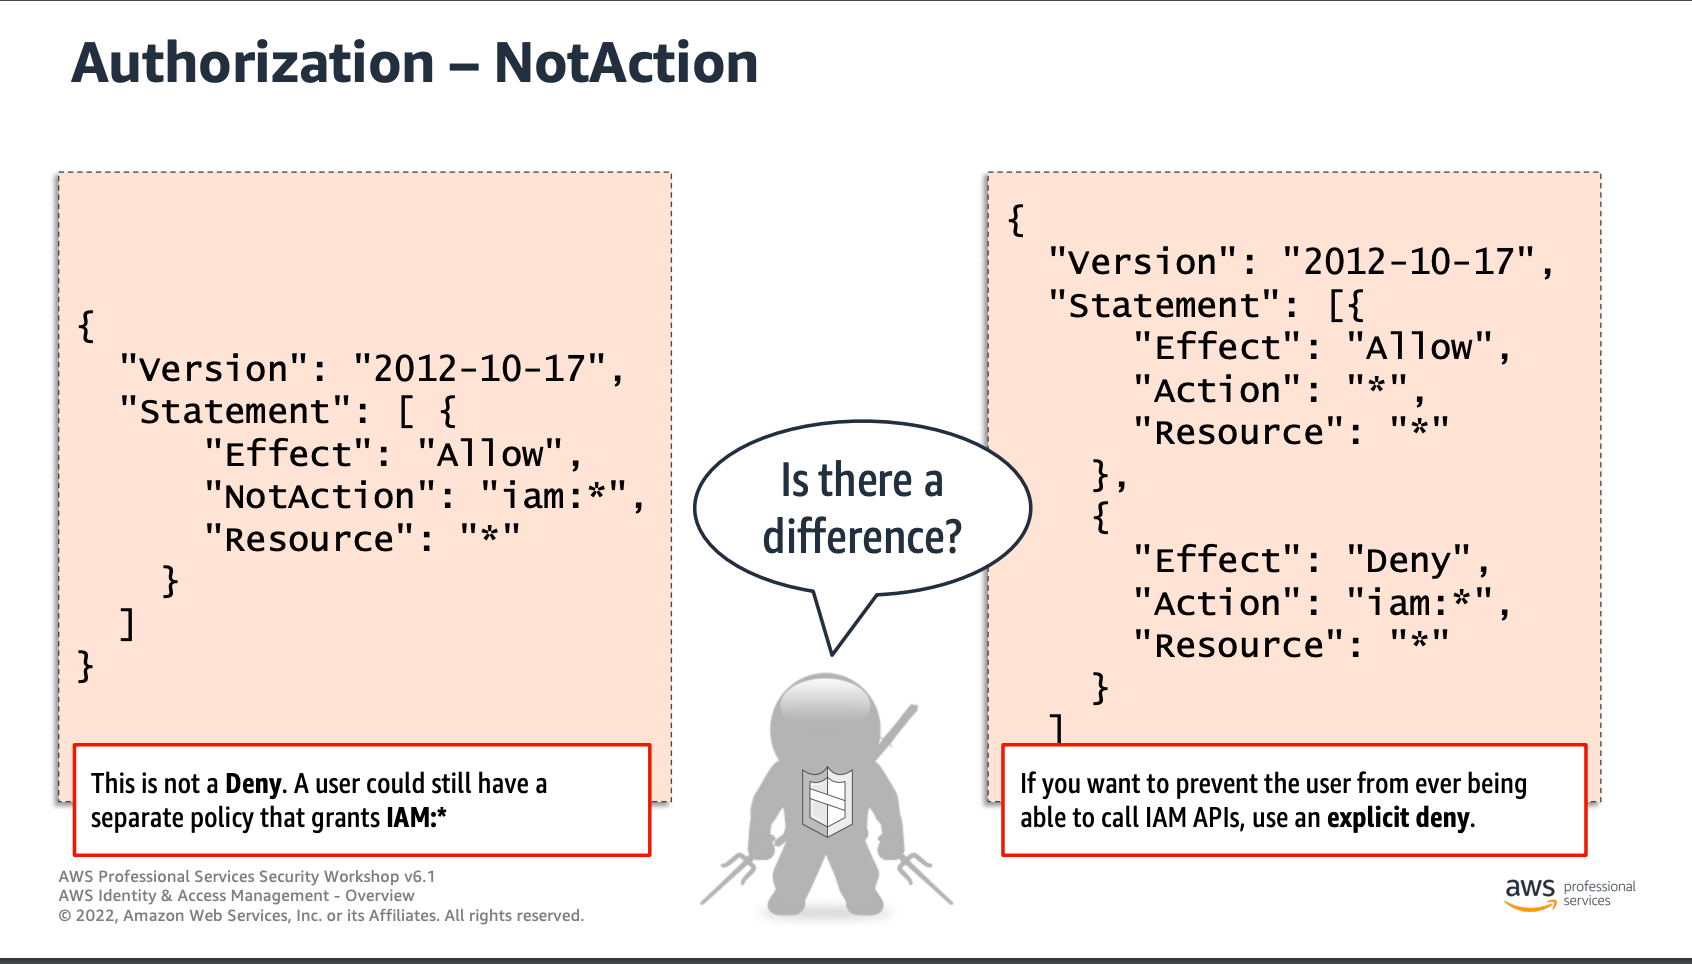 Authorization – NotAction
{
"Version": "2012-10-17",
"Statement": [ {
"Effect": "Allow",
"NotAction": "iam:*",
"Resource": "*"
}
]
}
This is not a Deny. A user could still have a
separate policy that grants IAM:*
Is there a
difference?
{
"Version": "2012-10-17",
"Statement": [{
"Effect": "Allow",
"Action": "*",
"Resource": "*"
},
{
"Effect": "Deny",
"Action": "iam:*",
"Resource": "*"
}
]
If you want to prevent the user from ever being
able to call IAM APIs, use an explicit deny.
AWS Professional Services Security Workshop v6.1
AWS Identity & Access Management - Overview
© 2022, Amazon Web Services, Inc. or its Affiliates. All rights reserved.
aws professional
services